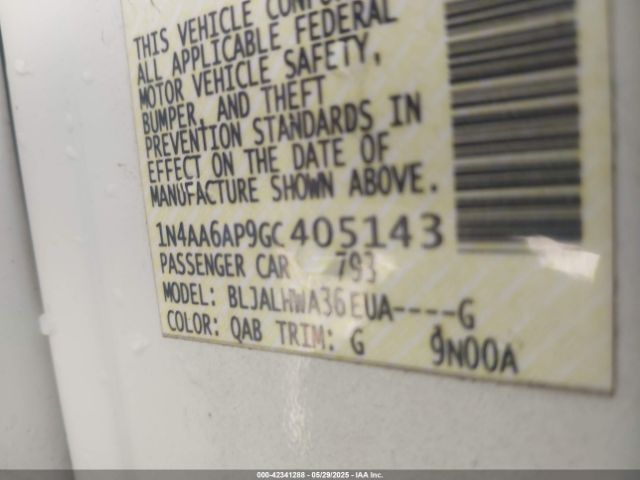 THIS VEHICLE
ALL APPLICABLE FEDERAL
MOTOR VEHICLE SAFETY,
BUMPER, AND THEFT
PREVENTION STANDARDS IN
EFFECT ON THE DATE OF
MANUFACTURE SHOWN ABOVE.
1N4AA6AP9GC405143
PASSENGER CAR 793
MODEL: BLJALHWA36EUA----G
COLOR: QAB TRIM: G 9N00A
000-42341288 - 05/29/2025 - IAA Inc.